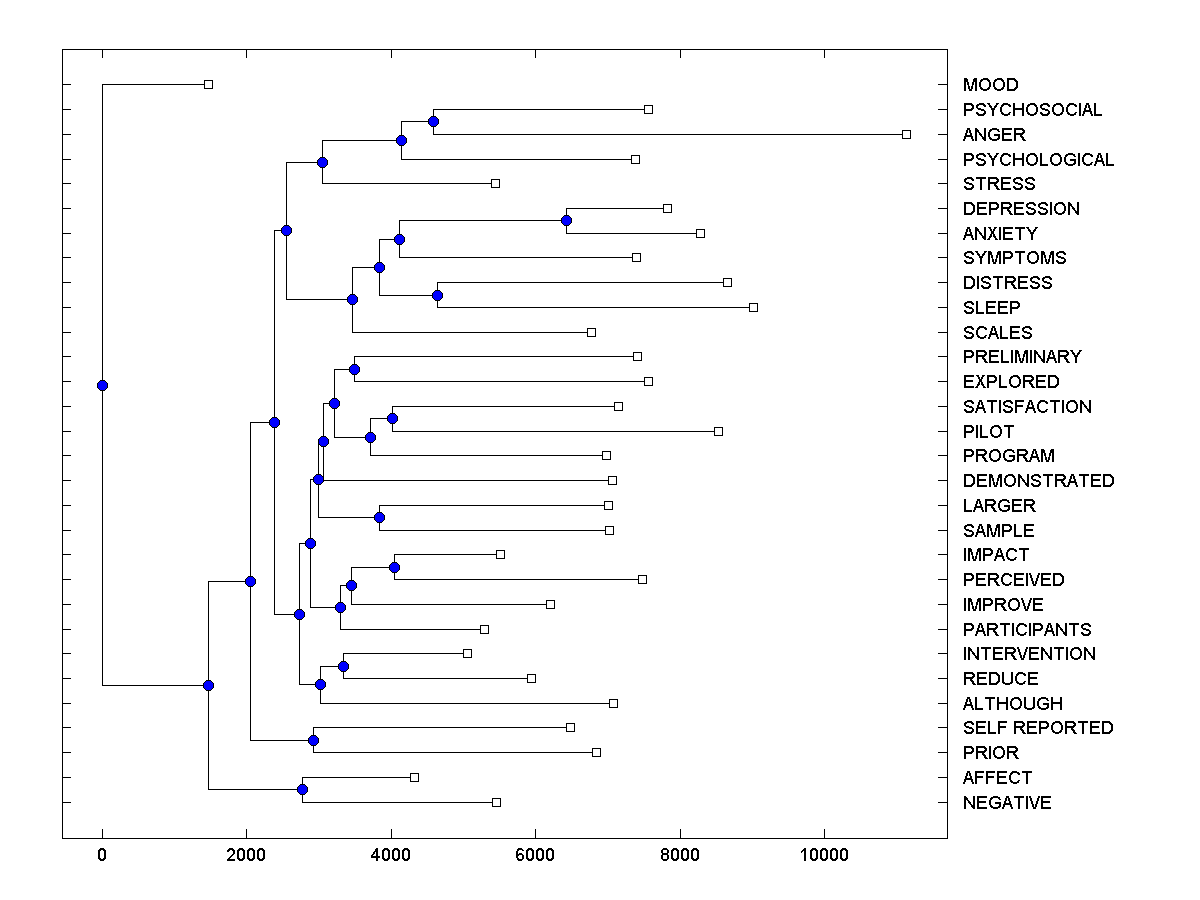 MOOD
PSYCHOSOCIAL
ANGER
PSYCHOLOGICAL
STRESS
DEPRESSION
ANXIETY
SYMPTOMS
DISTRESS
SLEEP
SCALES
PRELIMINARY
EXPLORED
SATISFACTION
PILOT
PROGRAM
DEMONSTRATED
LARGER
SAMPLE
IMPACT
PERCEIVED
IMPROVE
PARTICIPANTS
INTERVENTION
REDUCE
ALTHOUGH
SELF REPORTED
PRIOR
AFFECT
NEGATIVE
0 2000 4000 6000 8000 10000